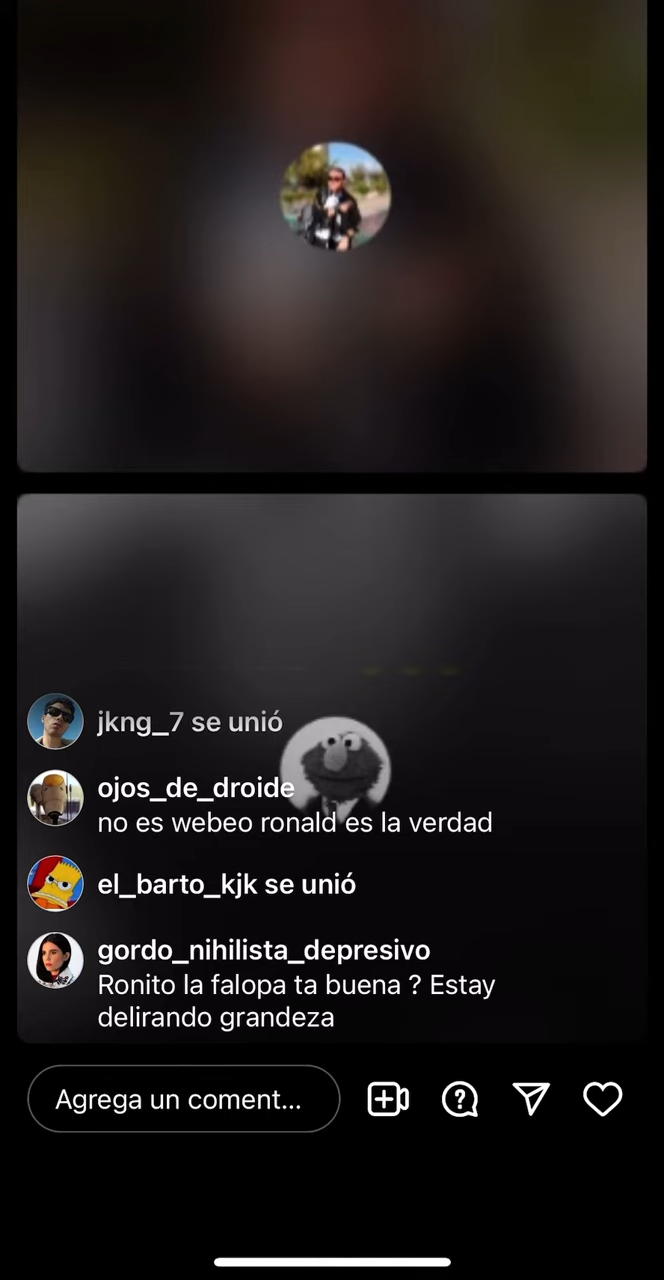 jkng_7 se unió
ojos_de_droide
no es webeo ronald es la verdad
el_barto_kjk se unió
gordo_nihilista_depresivo
Ronito la falopa ta buena ? Estay
delirando grandeza
Agrega un coment...